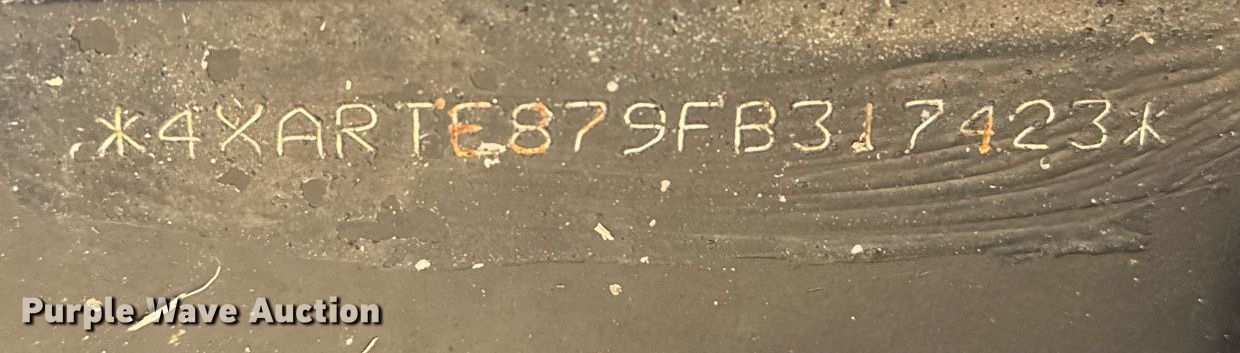 *4XARTE879FB317423*
Purple Wave Auction